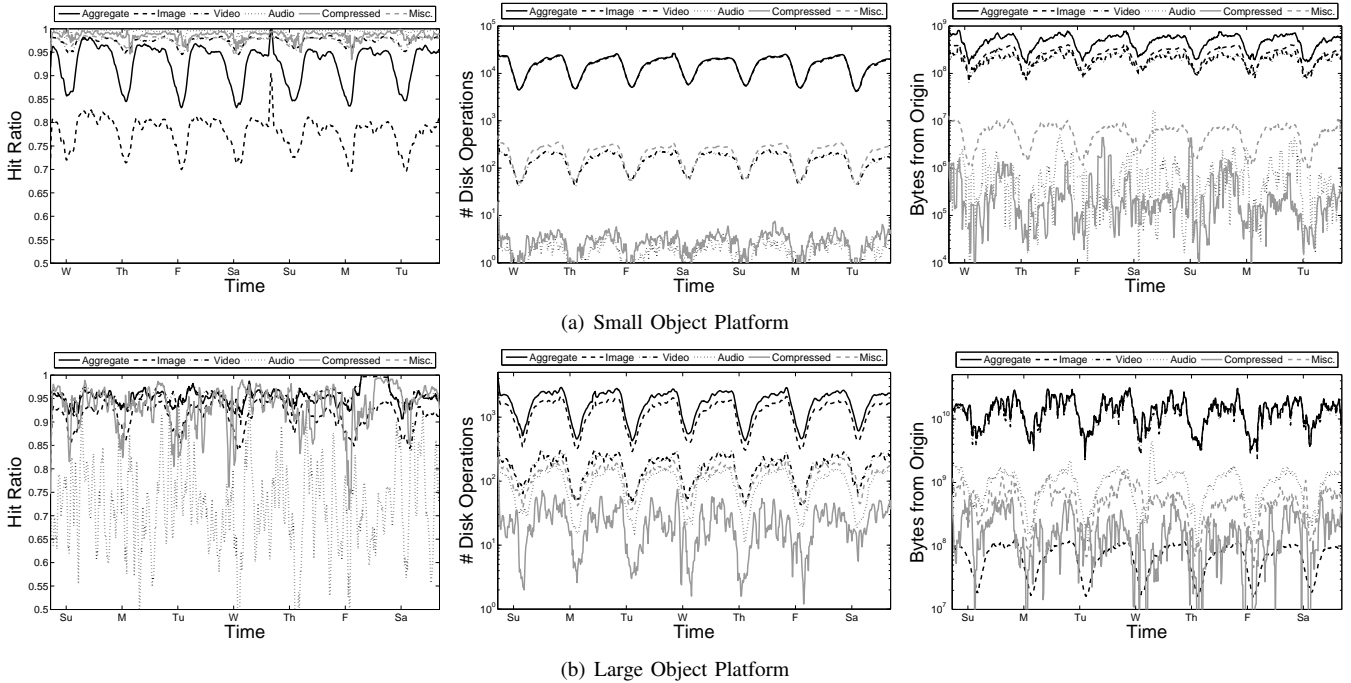 Aggregate Image Video Audio Compressed Misc.
1
0.95
0.9
0.85
0.8
0.75
0.7
0.65
0.6
0.55
0.5
Hit Ratio
W Th F Sa Su M Tu
Time
Aggregate Image Video Audio Compressed Misc.
10^5
10^4
10^3
10^2
10^1
10^0
# Disk Operations
W Th F Sa Su M Tu
Time
Aggregate Image Video Audio Compressed Misc.
10^9
10^8
10^7
10^6
10^5
10^4
Bytes from Origin
W Th F Sa Su M Tu
Time
(a) Small Object Platform
Aggregate Image Video Audio Compressed Misc.
1
0.95
0.9
0.85
0.8
0.75
0.7
0.65
0.6
0.55
0.5
Hit Ratio
Su M Tu W Th F Sa
Time
Aggregate Image Video Audio Compressed Misc.
10^3
10^2
10^1
10^0
# Disk Operations
Su M Tu W Th F Sa
Time
Aggregate Image Video Audio Compressed Misc.
10^10
10^9
10^8
10^7
Bytes from Origin
Su M Tu W Th F Sa
Time
(b) Large Object Platform